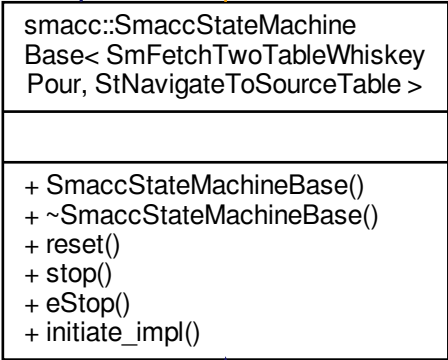 smacc::SmaccStateMachine
Base< SmFetchTwoTableWhiskey
Pour, StNavigateToSourceTable >
+ SmaccStateMachineBase()
+ ~SmaccStateMachineBase()
+ reset()
+ stop()
+ eStop()
+ initiate_impl()